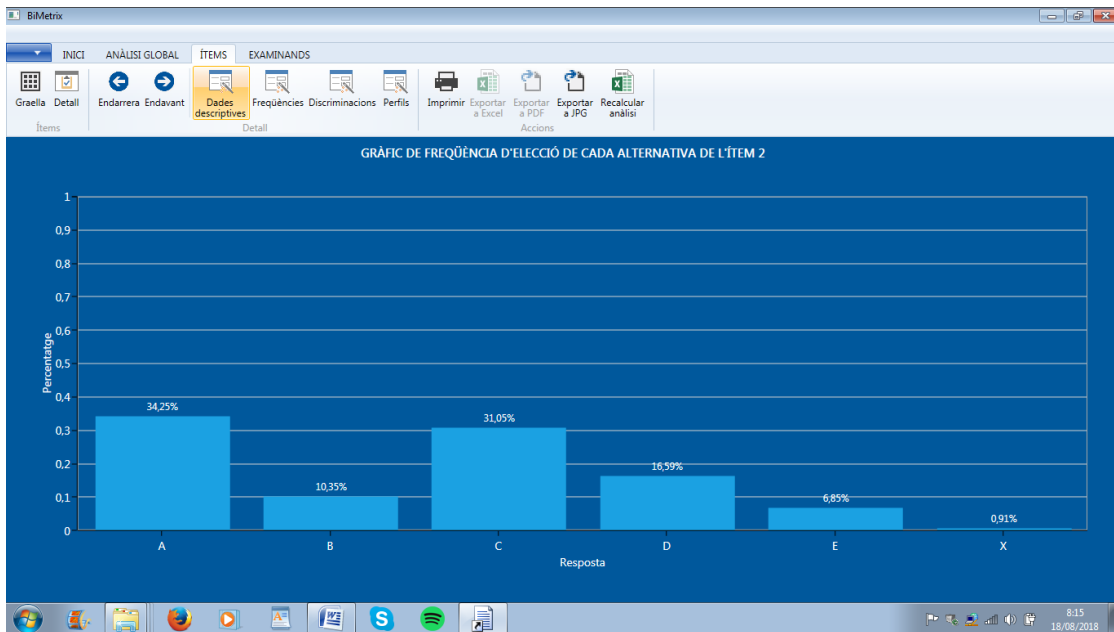 BiMetrix
INICI ANÀLISI GLOBAL ÍTEMS EXAMINANDS
Graella Detall Endarrera Endavant Dades descriptives Freqüències Discriminacions Perfils Imprimir Exportar a Excel Exportar a PDF Exportar a JPG Recalcular anàlisi
Ítems Detall Accions
GRÀFIC DE FREQÜÈNCIA D'ELECCIÓ DE CADA ALTERNATIVA DE L'ÍTEM 2
Percentatge
1
0,9
0,8
0,7
0,6
0,5
0,4
0,3
0,2
0,1
0
34,25%
10,35%
31,05%
16,59%
6,85%
0,91%
A B C D E X
Resposta
8:15
18/08/2018